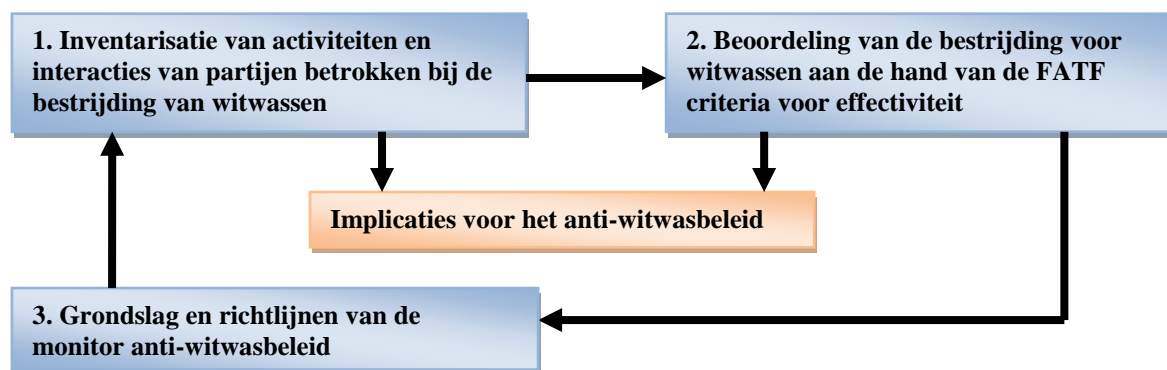 1. Inventarisatie van activiteiten en
interacties van partijen betrokken bij de
bestrijding van witwassen
2. Beoordeling van de bestrijding voor
witwassen aan de hand van de FATF
criteria voor effectiviteit
Implicaties voor het anti-witwasbeleid
3. Grondslag en richtlijnen van de
monitor anti-witwasbeleid